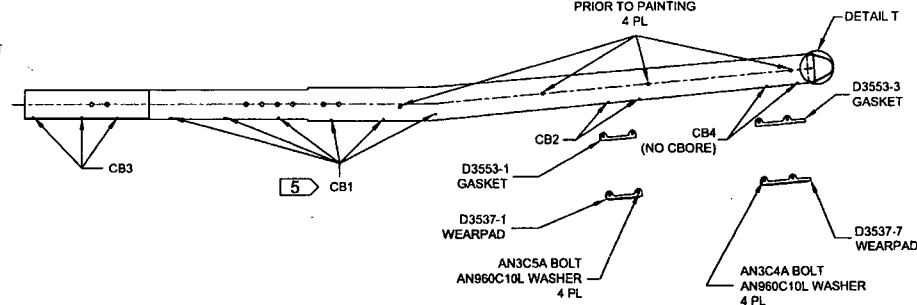 PRIOR TO PAINTING
4 PL
DETAIL T
D3553-3
GASKET
CB2
CB4
(NO CBORE)
CB3
5
CB1
D3553-1
GASKET
D3537-1
WEARPAD
D3537-7
WEARPAD
AN3C5A BOLT
AN960C10L WASHER
4 PL
AN3C4A BOLT
AN960C10L WASHER
4 PL